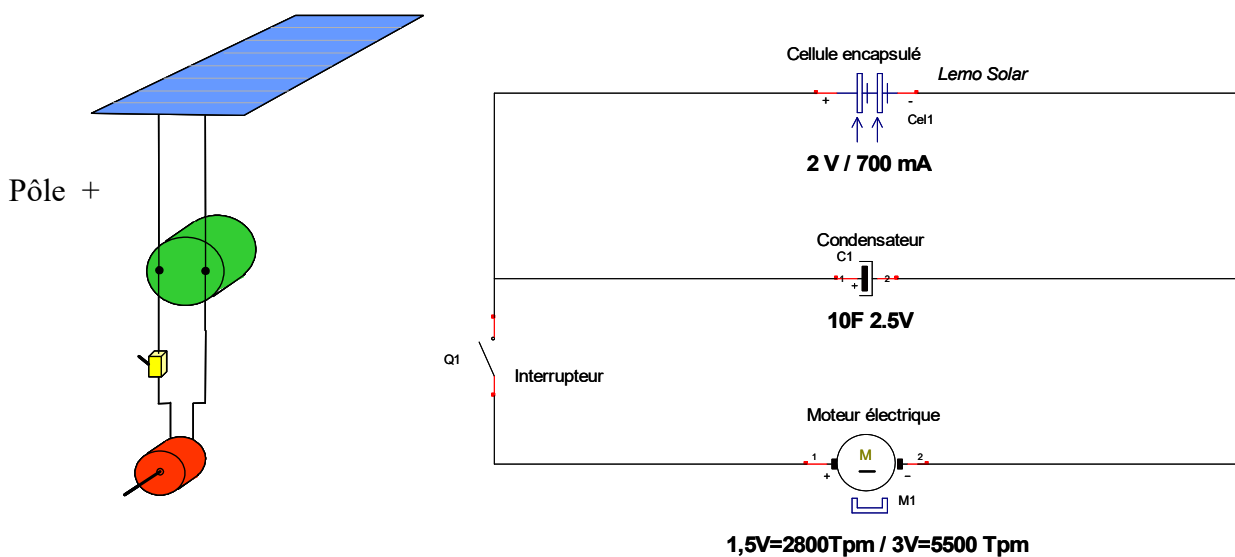 Pôle +
Cellule encapsulé
Lemo Solar
+ -
Cel1
2 V / 700 mA
Condensateur
C1
1 + 2
10F 2.5V
Q1
Interrupteur
Moteur électrique
1 M 2
+ -
M1
1,5V=2800Tpm / 3V=5500 Tpm